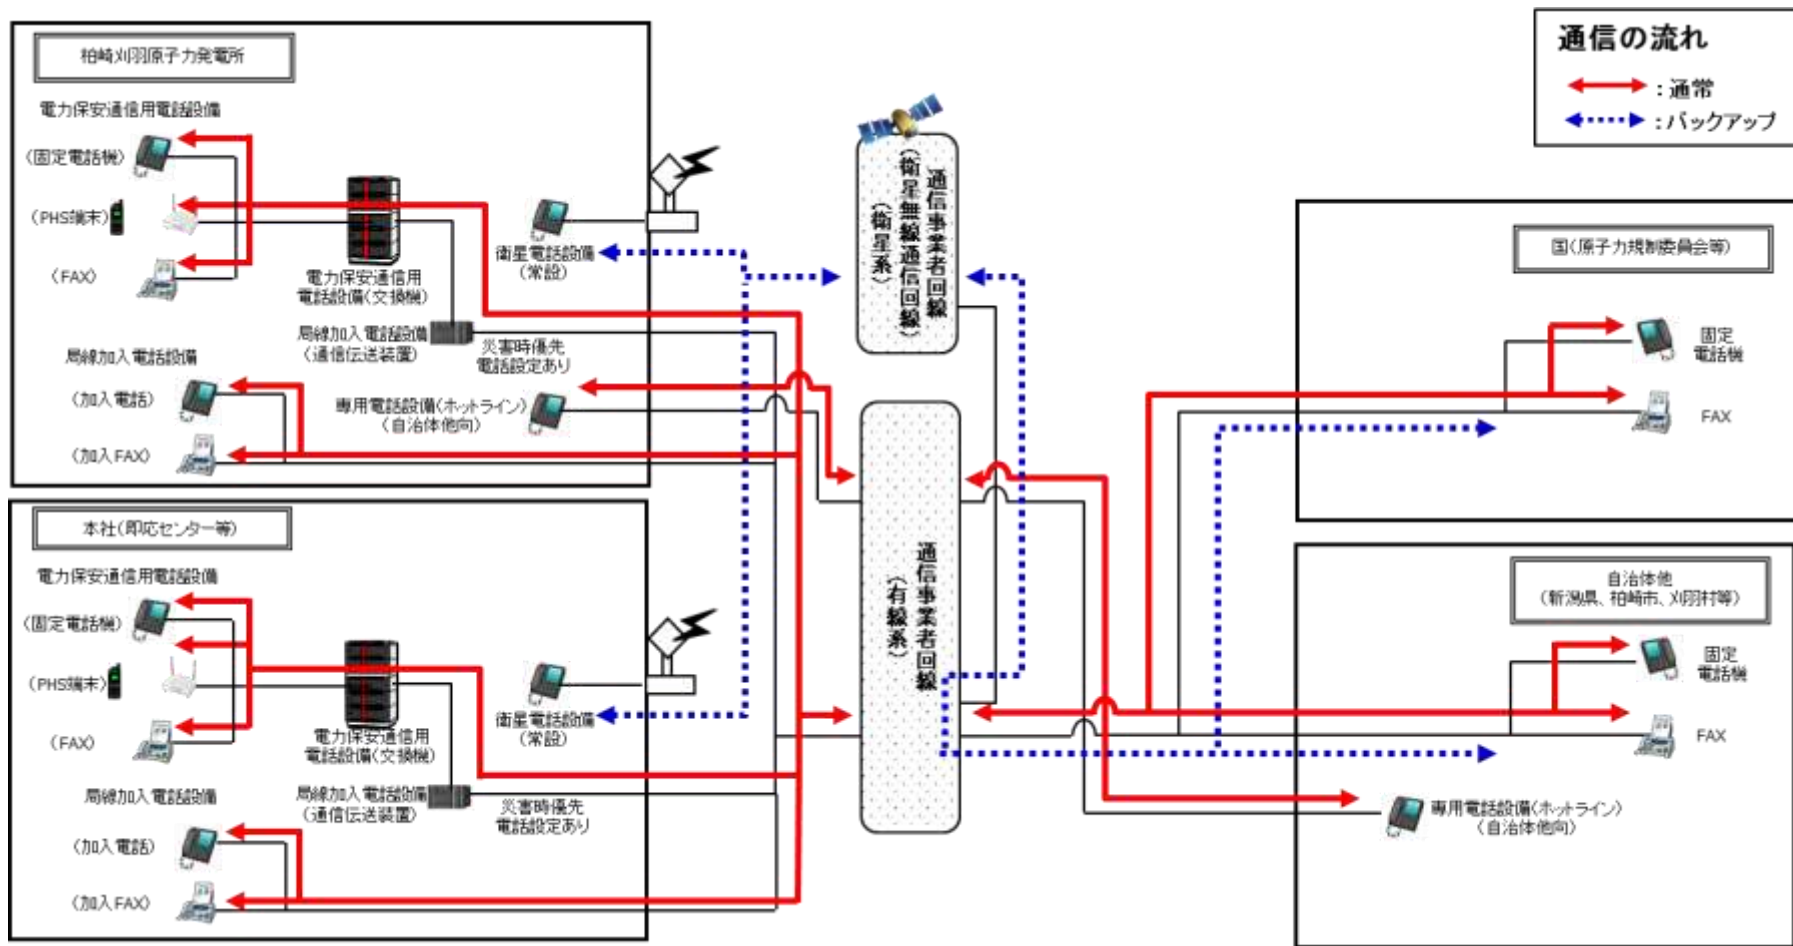 通信の流れ
：通常
：バックアップ
柏崎刈羽原子力発電所
電力保安通信用電話設備
（固定電話機）
（PHS端末）
（FAX）
電力保安通信用
電話設備（交換機）
衛星電話設備
（常設）
局線加入電話設備
（通信伝送装置）
災害時優先
電話設定あり
局線加入電話設備
（加入電話）
（加入FAX）
専用電話設備（ホットライン）
（自治体他向）
本社（即応センター等）
電力保安通信用電話設備
（固定電話機）
（PHS端末）
（FAX）
電力保安通信用
電話設備（交換機）
衛星電話設備
（常設）
局線加入電話設備
（通信伝送装置）
災害時優先
電話設定あり
局線加入電話設備
（加入電話）
（加入FAX）
通信事業者回線
（衛星無線通信回線）
（衛星系）
通信事業者回線
（有線系）
国（原子力規制委員会等）
固定
電話機
FAX
自治体他
（新潟県、柏崎市、刈羽村等）
固定
電話機
FAX
専用電話設備（ホットライン）
（自治体他向）